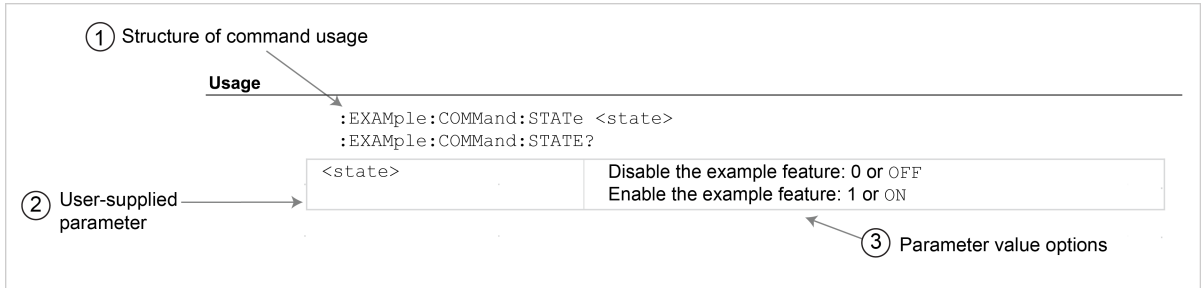 1 Structure of command usage
Usage
:EXAMple:COMMand:STATe <state>
:EXAMple:COMMand:STATE?
<state> Disable the example feature: 0 or OFF
Enable the example feature: 1 or ON
2 User-supplied
parameter
3 Parameter value options